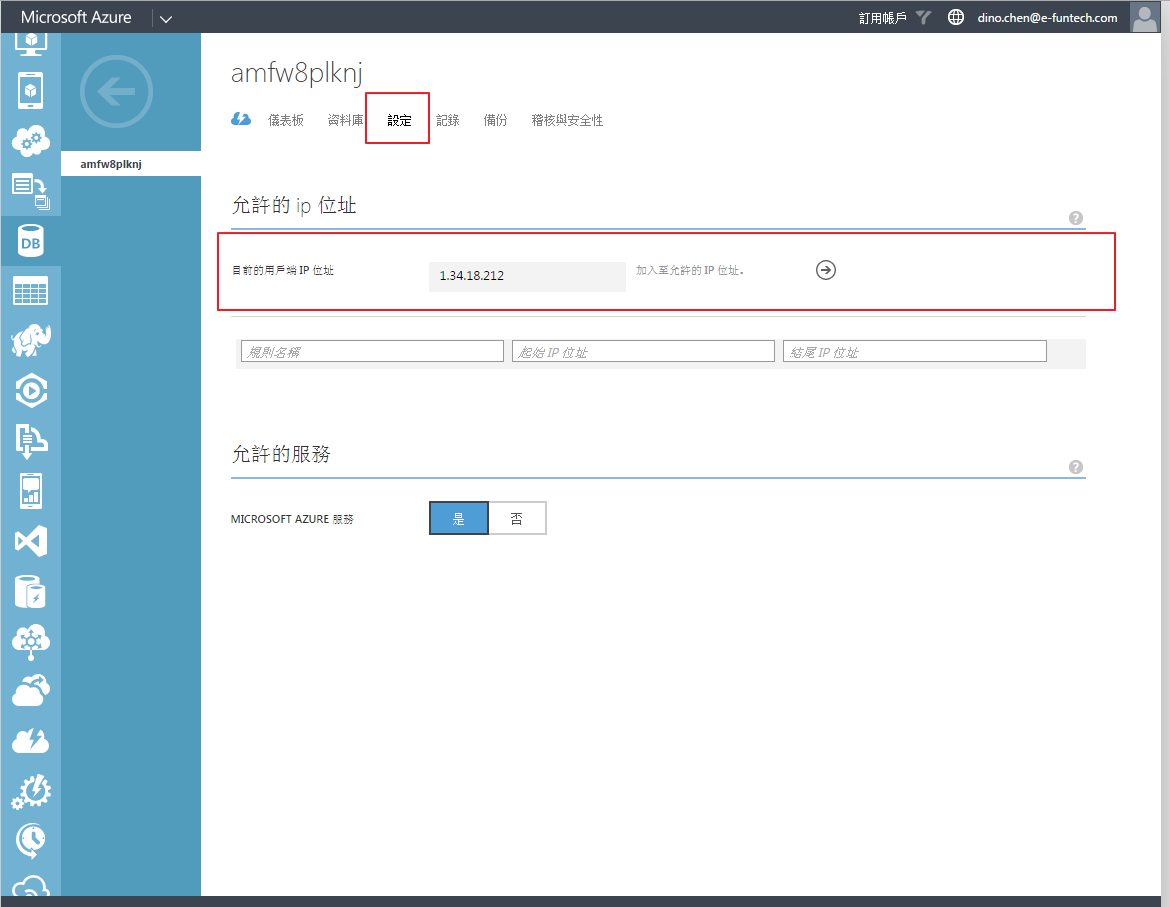 Microsoft Azure
訂用帳戶
dino.chen@e-funtech.com
amfw8plknj
amfw8plknj
儀表板 資料庫 設定 記錄 備份 稽核與安全性
允許的 ip 位址
?
目前的用戶端 IP 位址 1.34.18.212 加入至允許的 IP 位址。
規則名稱 起始 IP 位址 結尾 IP 位址
允許的服務
?
MICROSOFT AZURE 服務 是 否
DB